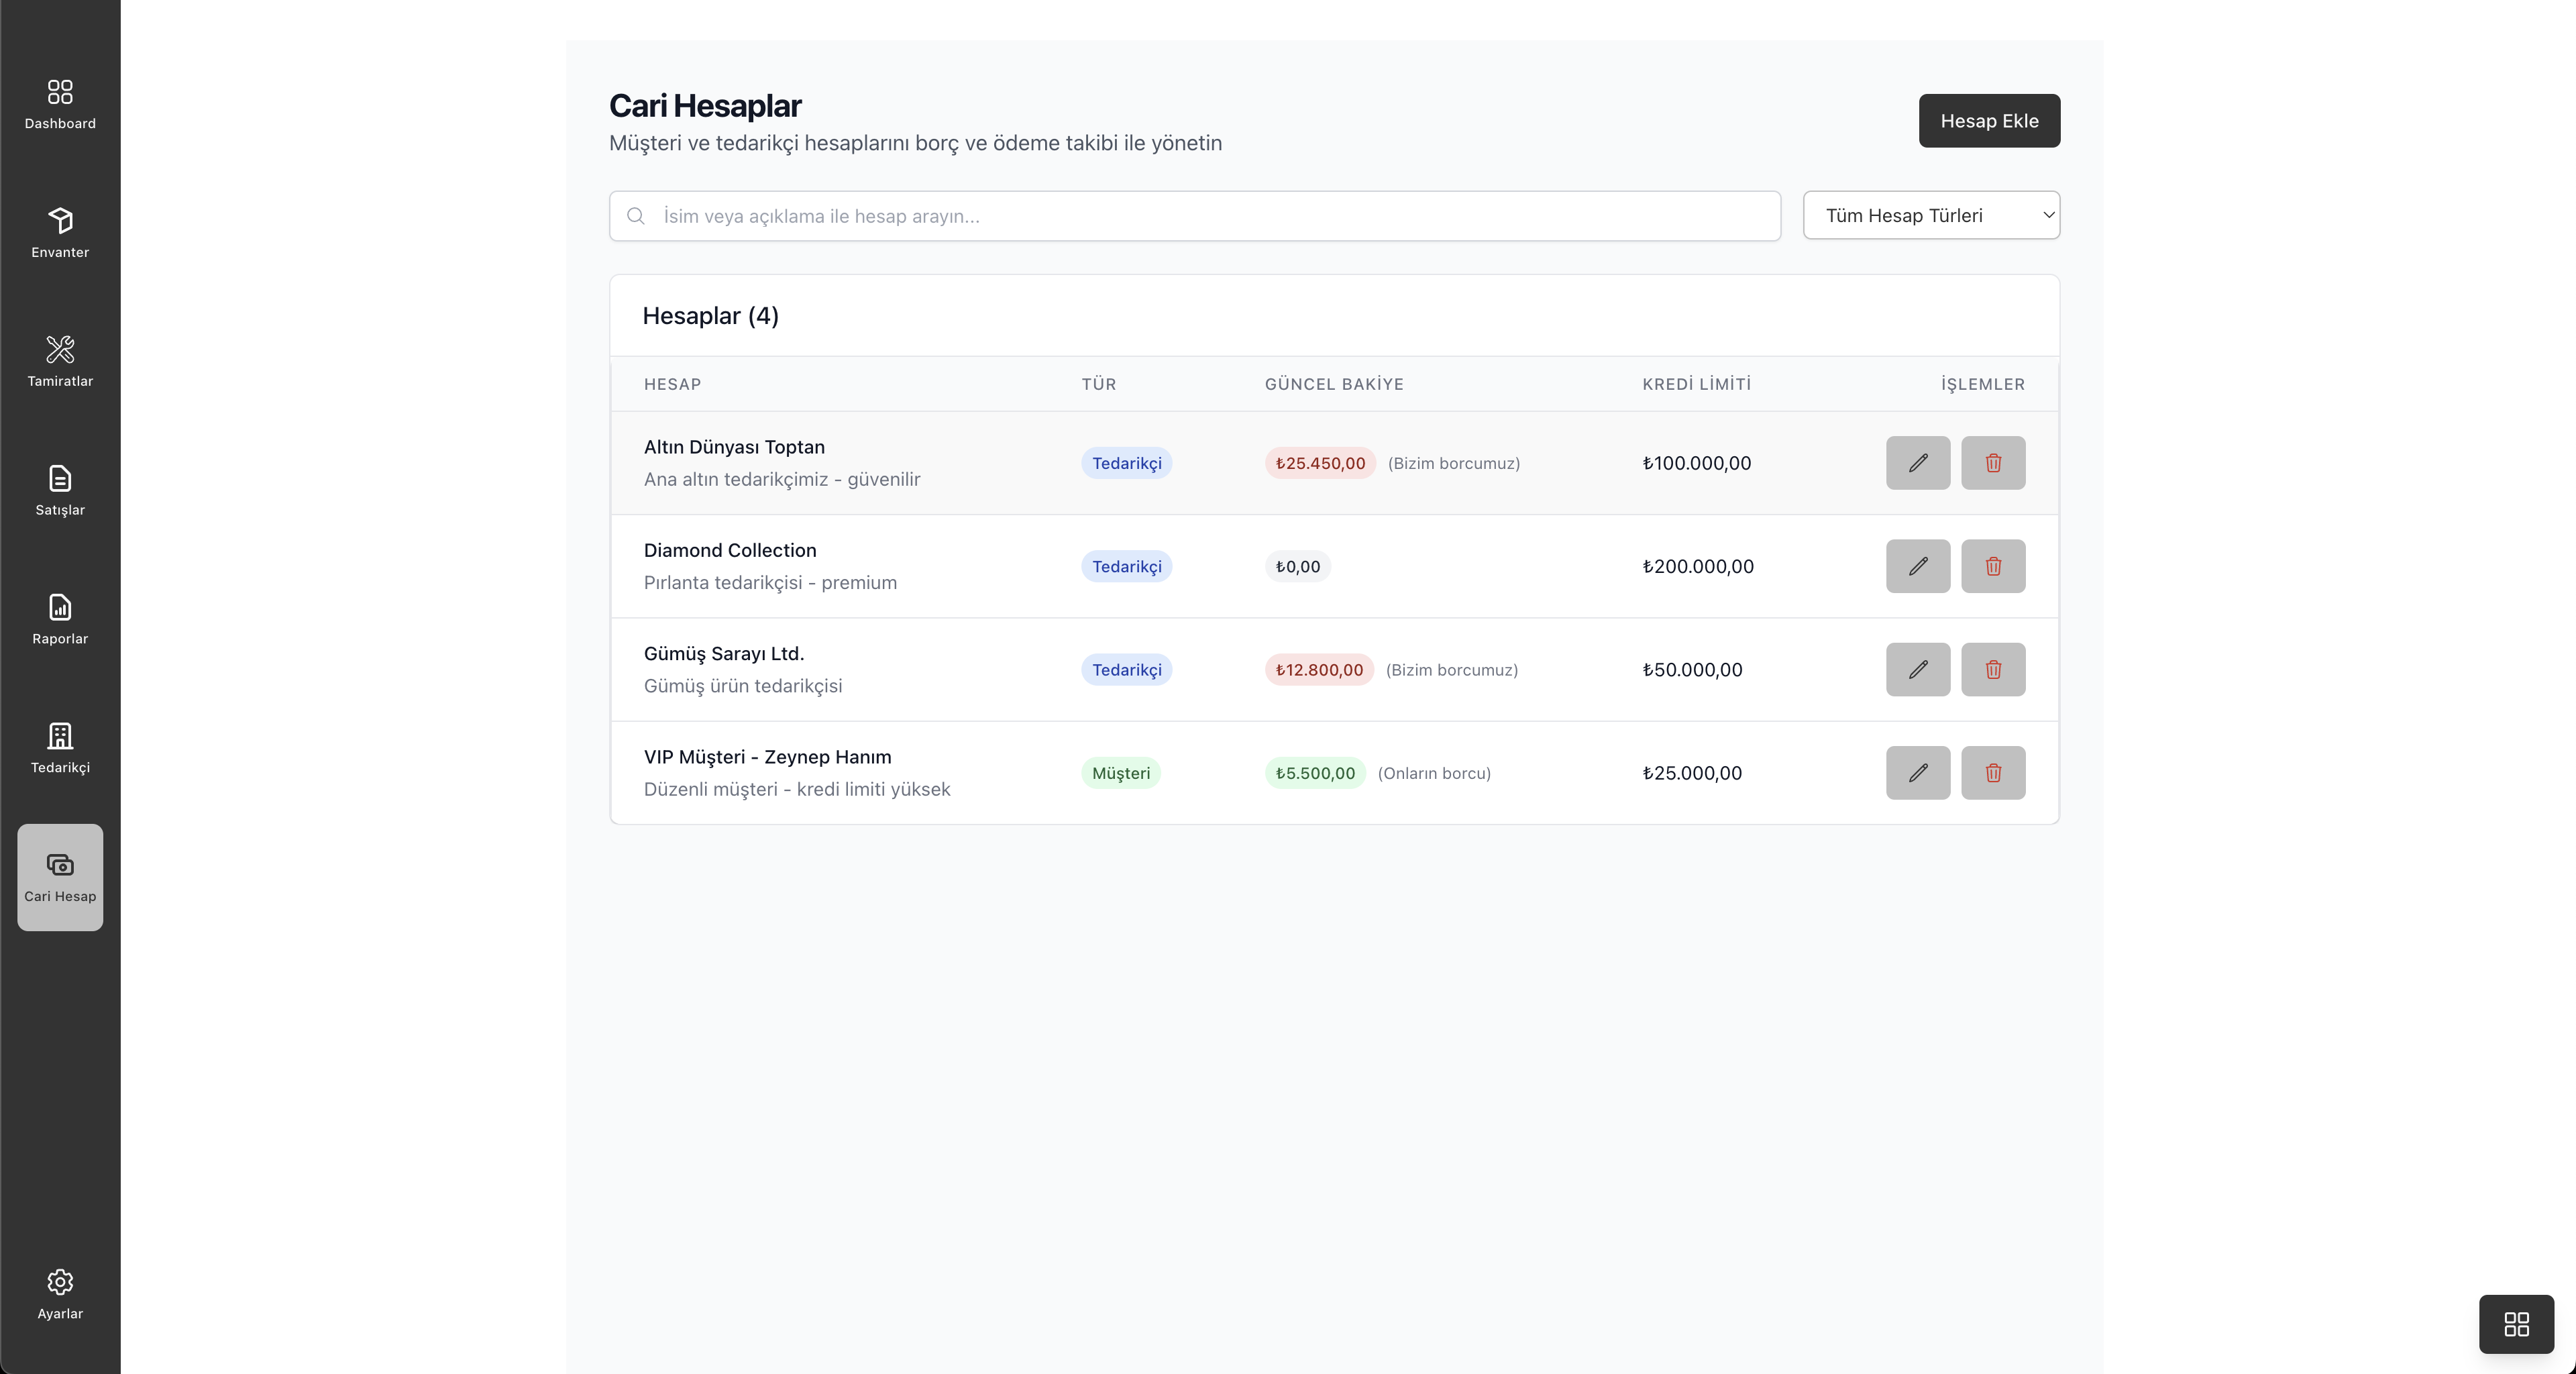 Dashboard
Envanter
Tamiratlar
Satışlar
Raporlar
Tedarikçi
Cari Hesap
Ayarlar
Cari Hesaplar
Müşteri ve tedarikçi hesaplarını borç ve ödeme takibi ile yönetin
Hesap Ekle
İsim veya açıklama ile hesap arayın...
Tüm Hesap Türleri
Hesaplar (4)
HESAP TÜR GÜNCEL BAKİYE KREDİ LİMİTİ İŞLEMLER
Altın Dünyası Toptan
Ana altın tedarikçimiz - güvenilir
Tedarikçi ₺25.450,00 (Bizim borcumuz) ₺100.000,00
Diamond Collection
Pırlanta tedarikçisi - premium
Tedarikçi ₺0,00 ₺200.000,00
Gümüş Sarayı Ltd.
Gümüş ürün tedarikçisi
Tedarikçi ₺12.800,00 (Bizim borcumuz) ₺50.000,00
VIP Müşteri - Zeynep Hanım
Düzenli müşteri - kredi limiti yüksek
Müşteri ₺5.500,00 (Onların borcu) ₺25.000,00